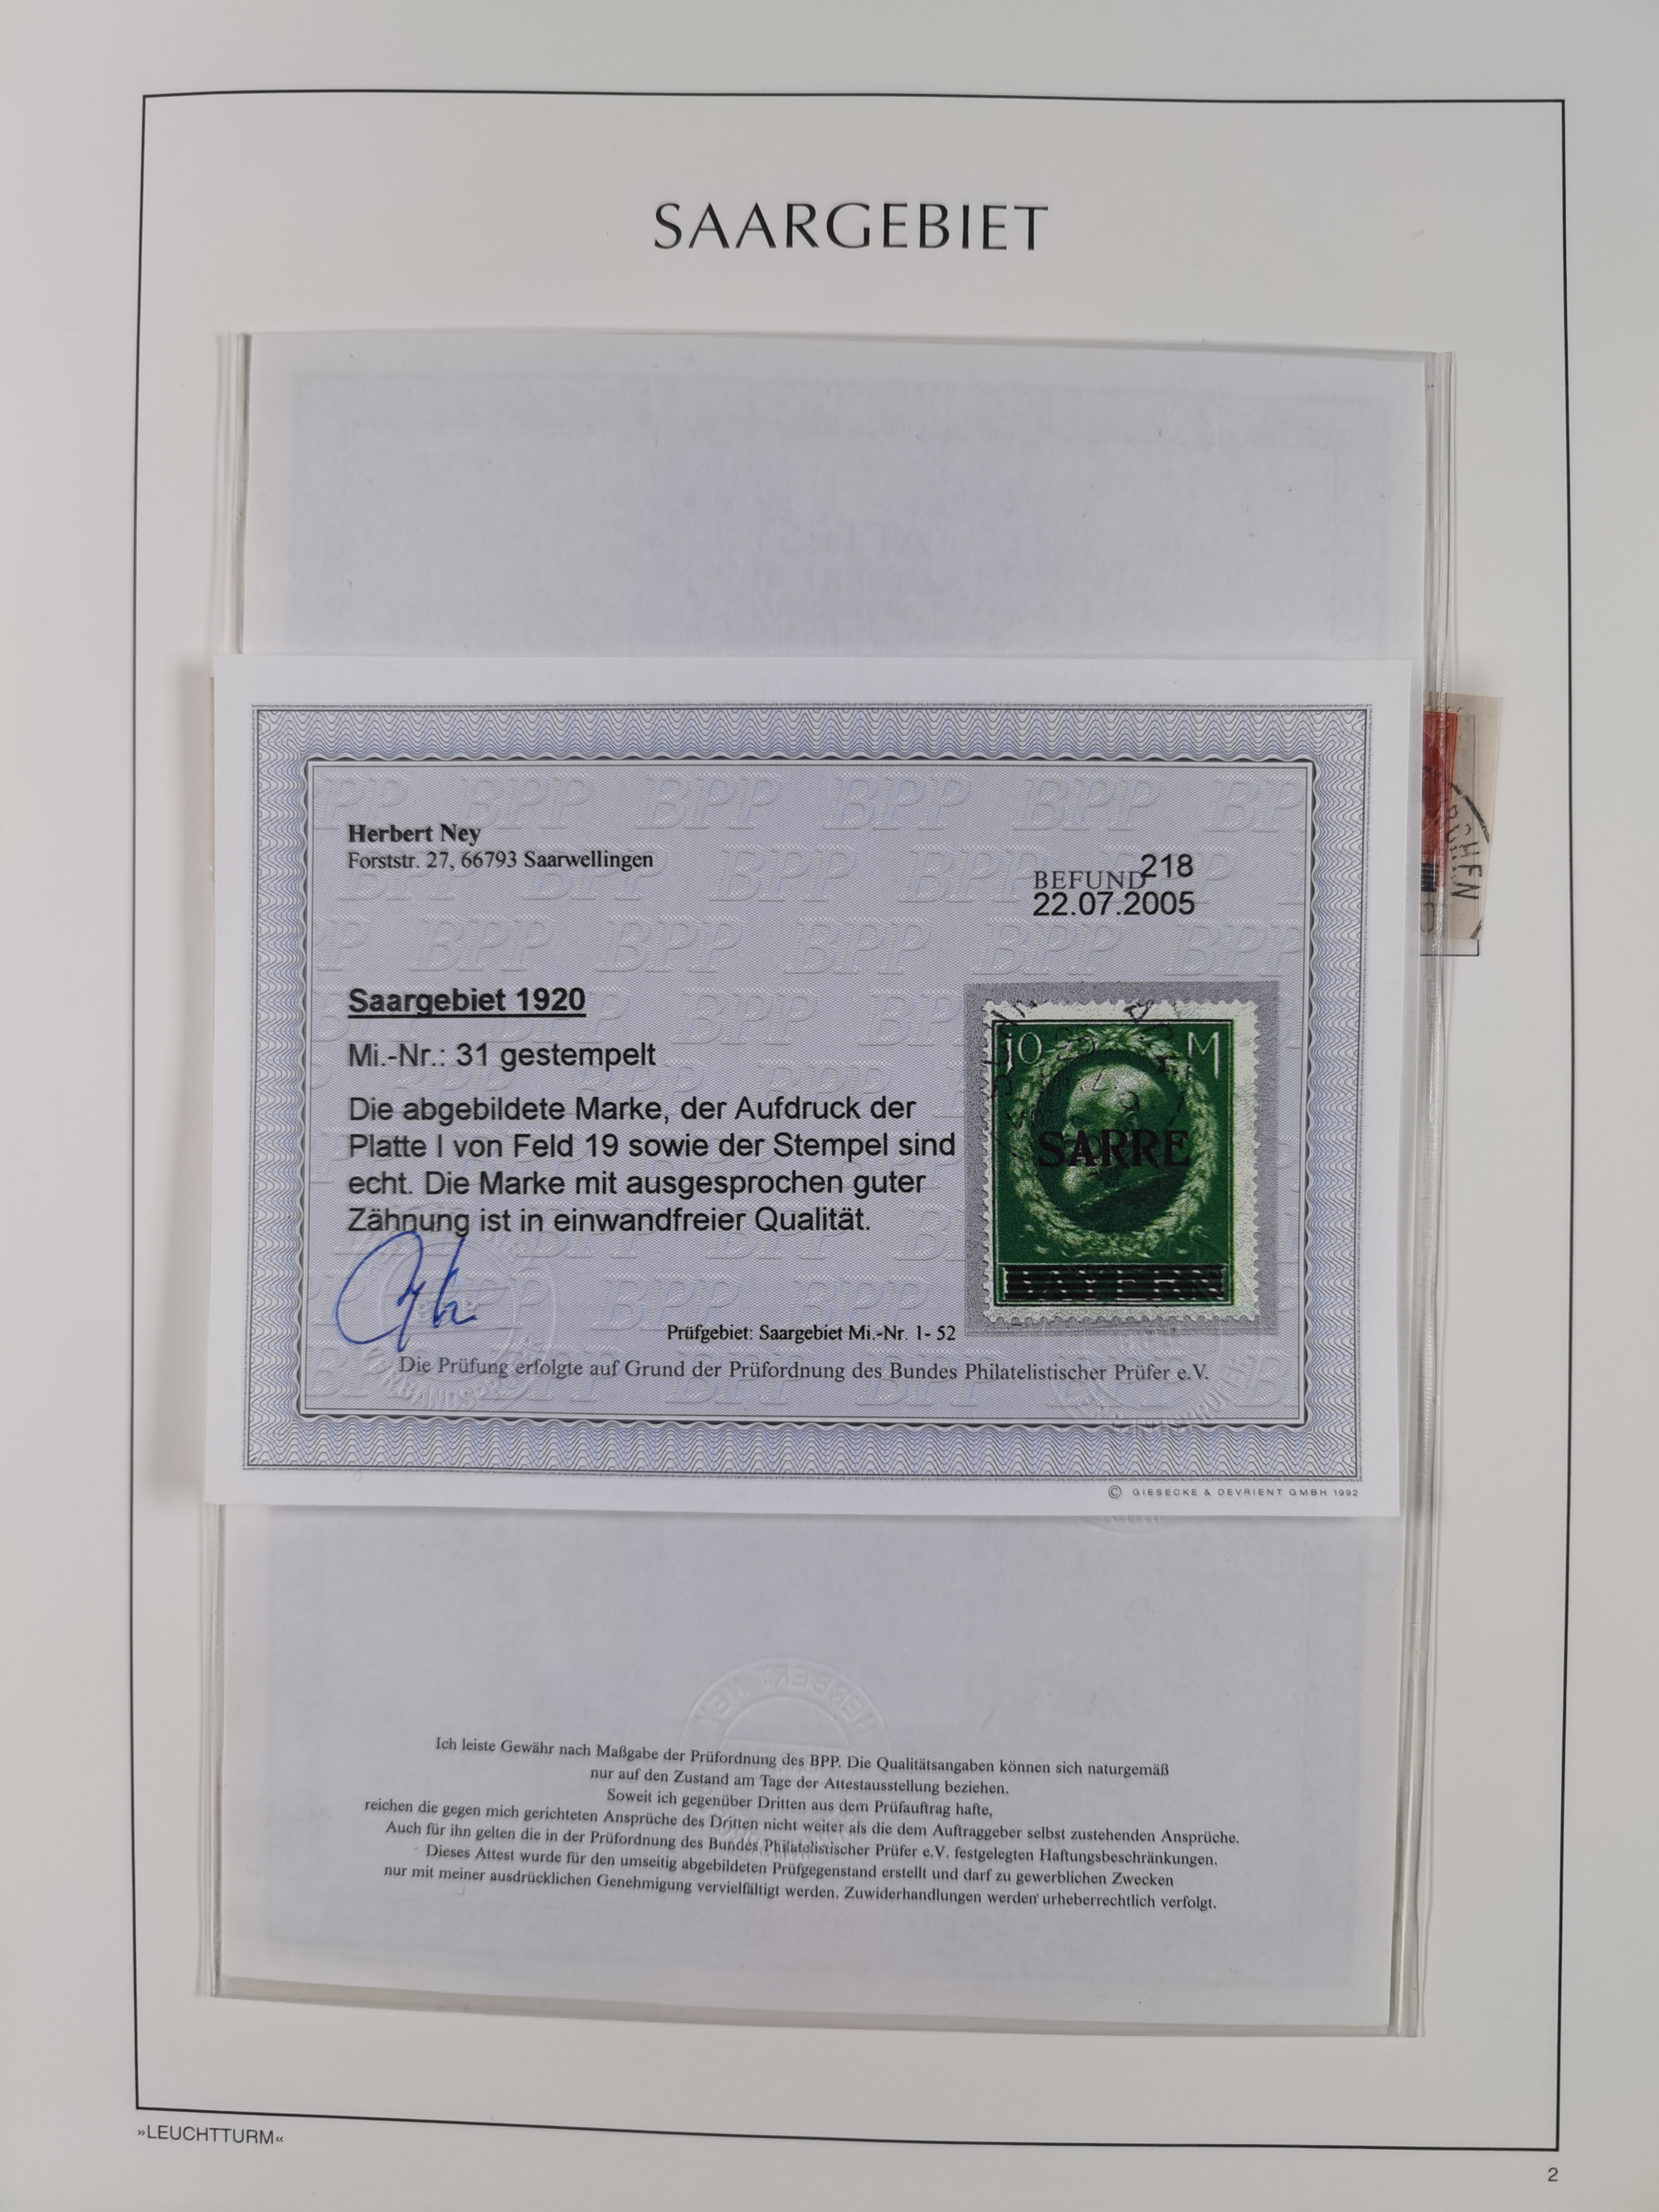 SAARGEBIET
Herbert Ney
Forststr. 27, 66793 Saarwellingen
BEFUND 218
22.07.2005
Saargebiet 1920
Mi.-Nr.: 31 gestempelt
Die abgebildete Marke, der Aufdruck der
Platte I von Feld 19 sowie der Stempel sind
echt. Die Marke mit ausgesprochen guter
Zähnung ist in einwandfreier Qualität.
10 M
SARRE
BAYERN
Prüfgebiet: Saargebiet Mi.-Nr. 1- 52
Die Prüfung erfolgte auf Grund der Prüfordnung des Bundes Philatelistischer Prüfer e.V.
© GIESECKE & DEVRIENT GMBH 1992
HERBERT NEY
Ich leiste Gewähr nach Maßgabe der Prüfordnung des BPP. Die Qualitätsangaben können sich naturgemäß
nur auf den Zustand am Tage der Attestausstellung beziehen.
Soweit ich gegenüber Dritten aus dem Prüfauftrag hafte,
reichen die gegen mich gerichteten Ansprüche des Dritten nicht weiter als die dem Auftraggeber selbst zustehenden Ansprüche.
Auch für ihn gelten die in der Prüfordnung des Bundes Philatelistischer Prüfer e.V. festgelegten Haftungsbeschränkungen.
Dieses Attest wurde für den umseitig abgebildeten Prüfgegenstand erstellt und darf zu gewerblichen Zwecken
nur mit meiner ausdrücklichen Genehmigung vervielfältigt werden. Zuwiderhandlungen werden urheberrechtlich verfolgt.
»LEUCHTTURM«
2